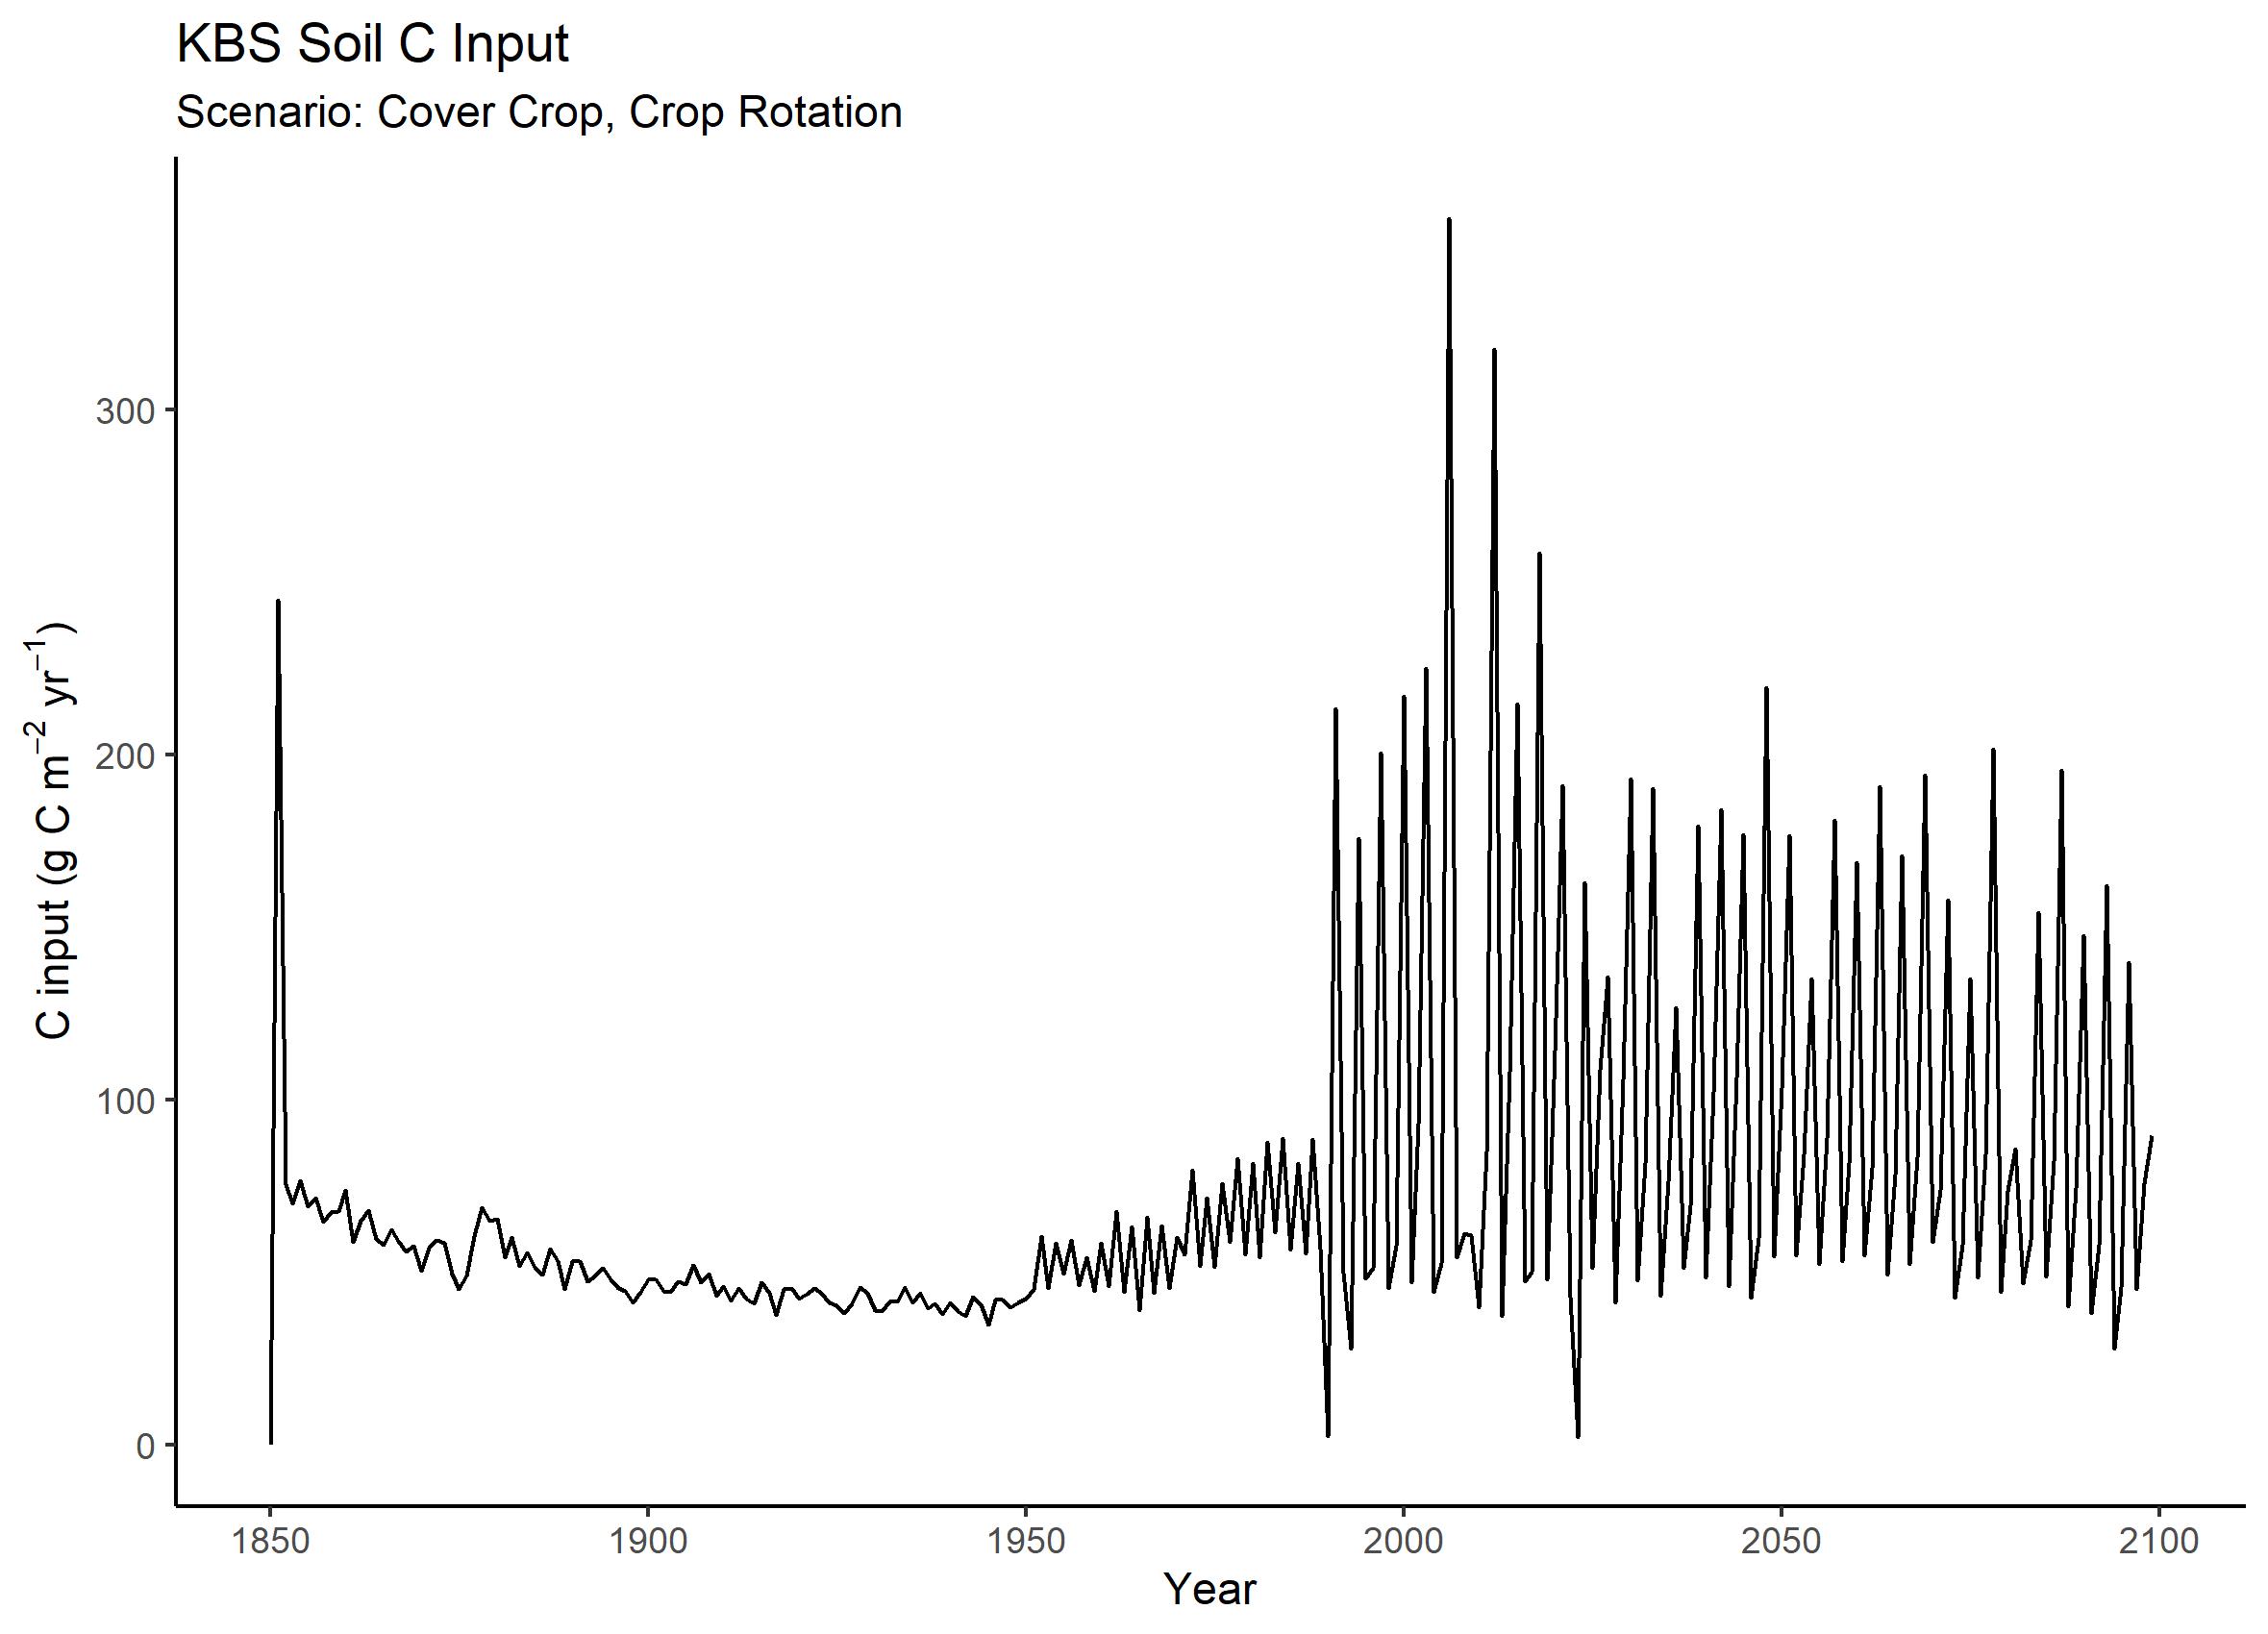 KBS Soil C Input
Scenario: Cover Crop, Crop Rotation
C input (g C m⁻² yr⁻¹)
300
200
100
0
1850 1900 1950 2000 2050 2100
Year